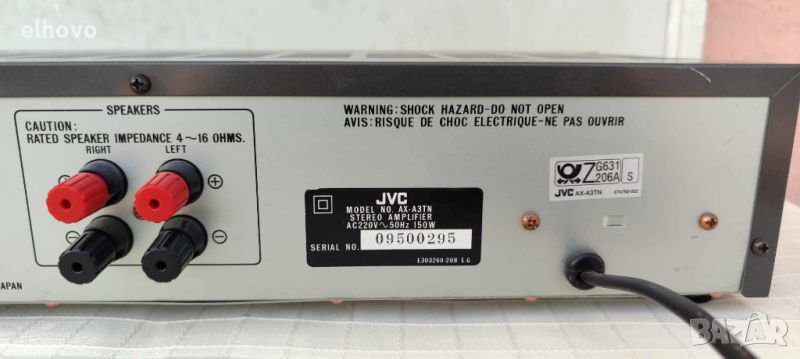 elhovo
SPEAKERS
CAUTION:
RATED SPEAKER IMPEDANCE 4~16 OHMS.
RIGHT LEFT
⊕ ⊕
⊖ ⊖
JAPAN
WARNING:SHOCK HAZARD-DO NOT OPEN
AVIS:RISQUE DE CHOC ELECTRIQUE-NE PAS OUVRIR
JVC
MODEL NO. AX-A3TN
STEREO AMPLIFIER
AC220V~50Hz 150W
SERIAL NO. 09500295
E303260-208 E.G
Z G631 206A S
JVC AX-A3TN
BAZAR